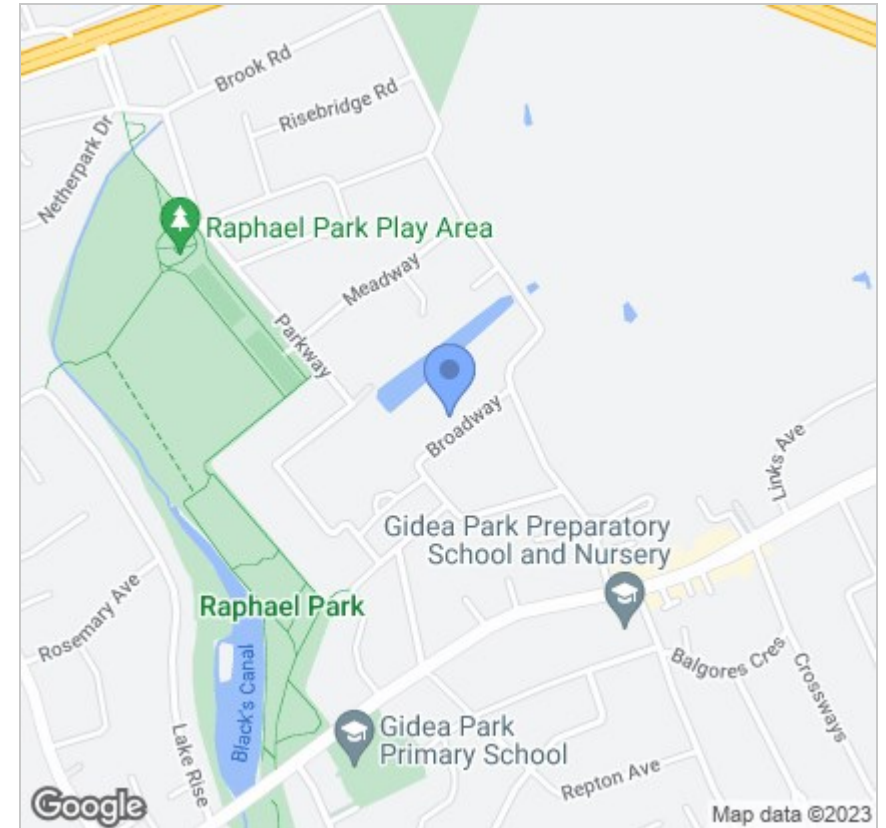 Brook Rd
Risebridge Rd
Netherpark Dr
Raphael Park Play Area
Meadway
Parkway
Broadway
Links Ave
Gidea Park Preparatory
School and Nursery
Raphael Park
Rosemary Ave
Black's Canal
Balgores Cres
Crossways
Lake Rise
Gidea Park
Primary School
Repton Ave
Google
Map data ©2023